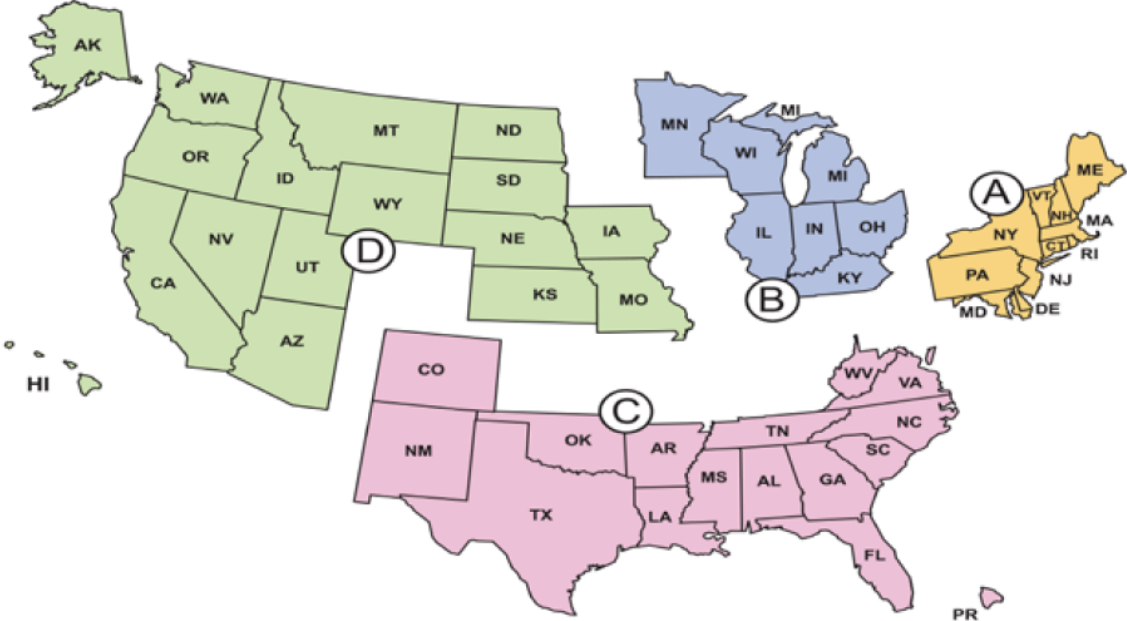 AK
WA
MT
ND
OR
ID
SD
WY
NV
NE
IA
D
UT
CA
KS
MO
AZ
HI
MN
MI
WI
MI
IL
IN
OH
KY
B
A
ME
VT
NH
MA
NY
CT
RI
PA
NJ
MD
DE
CO
C
WV
VA
NM
OK
AR
TN
NC
SC
MS
AL
GA
TX
LA
FL
PR